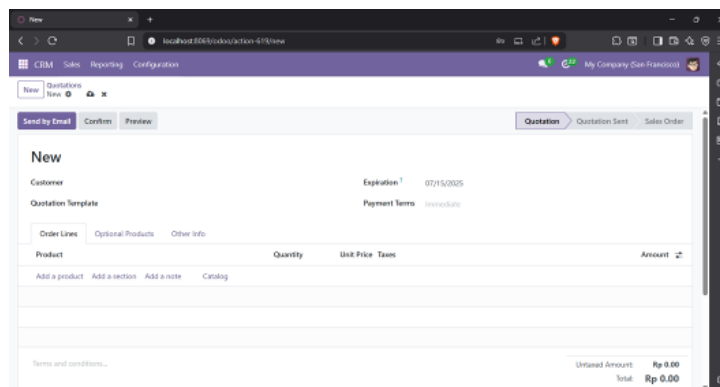 New
localhost:8069/odoo/action-619/new
CRM Sales Reporting Configuration
My Company (San Francisco)
New Quotations
New
Send by Email Confirm Preview
Quotation Quotation Sent Sales Order
New
Customer
Expiration ? 07/15/2025
Quotation Template
Payment Terms Immediate
Order Lines Optional Products Other Info
Product Quantity Unit Price Taxes Amount
Add a product Add a section Add a note Catalog
Terms and conditions...
Untaxed Amount: Rp 0.00
Total: Rp 0.00